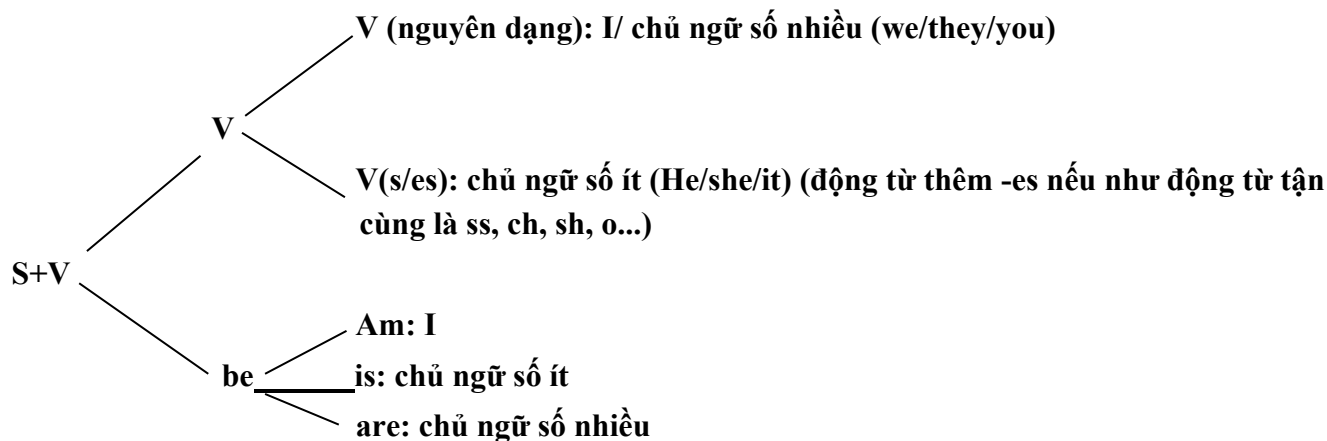 V (nguyên dạng): I/ chủ ngữ số nhiều (we/they/you)
V
V(s/es): chủ ngữ số ít (He/she/it) (động từ thêm -es nếu như động từ tận
cùng là ss, ch, sh, o...)
S+V
Am: I
be is: chủ ngữ số ít
are: chủ ngữ số nhiều